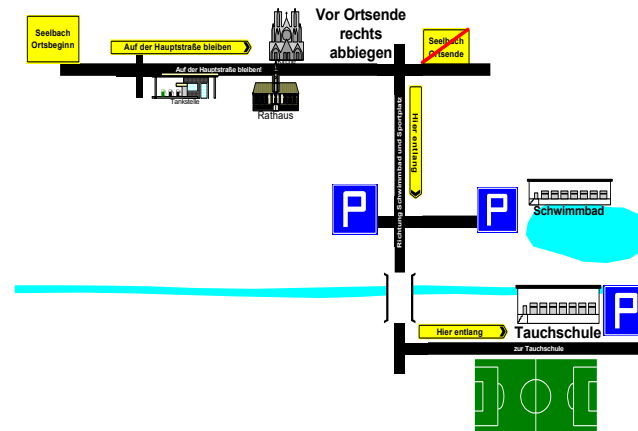 Vor Ortsende
rechts
abbiegen
Seelbach
Ortsbeginn
Auf der Hauptstraße bleiben
Seelbach
Ortsende
Auf der Hauptstraße bleiben!
Tankstelle
Rathaus
Hier entlang
Richtung Schwimmbad und Sportplatz
P
P
Schwimmbad
P
Tauchschule
Hier entlang
zur Tauchschule